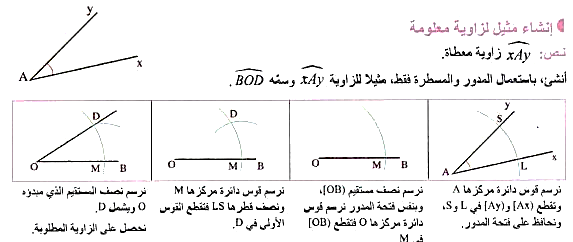 إنشاء مثيل لزاوية معلومة
نـص: xAy زاوية معطاة.
أنشئ، باستعمال المدور والمسطرة فقط، مثيلا للزاوية xAy وسمّه BOD .
y
A
x
y
S
A
L
x
O
M
B
D
O
M
B
D
O
M
B
نرسم قوس دائرة مركزها A
وتقطع [Ax) و[Ay) في L و S،
ونحافظ على فتحة المدور.
نرسم نصف مستقيم [OB)،
وبنفس فتحة المدور نرسم قوس
دائرة مركزها O فتقطع [OB)
في M
نرسم قوس دائرة مركزها M
ونصف قطرها LS فتقطع القوس
الأولى في D.
نرسم نصف المستقيم الذي مبدؤه
O ويشمل D.
نحصل على الزاوية المطلوبة.